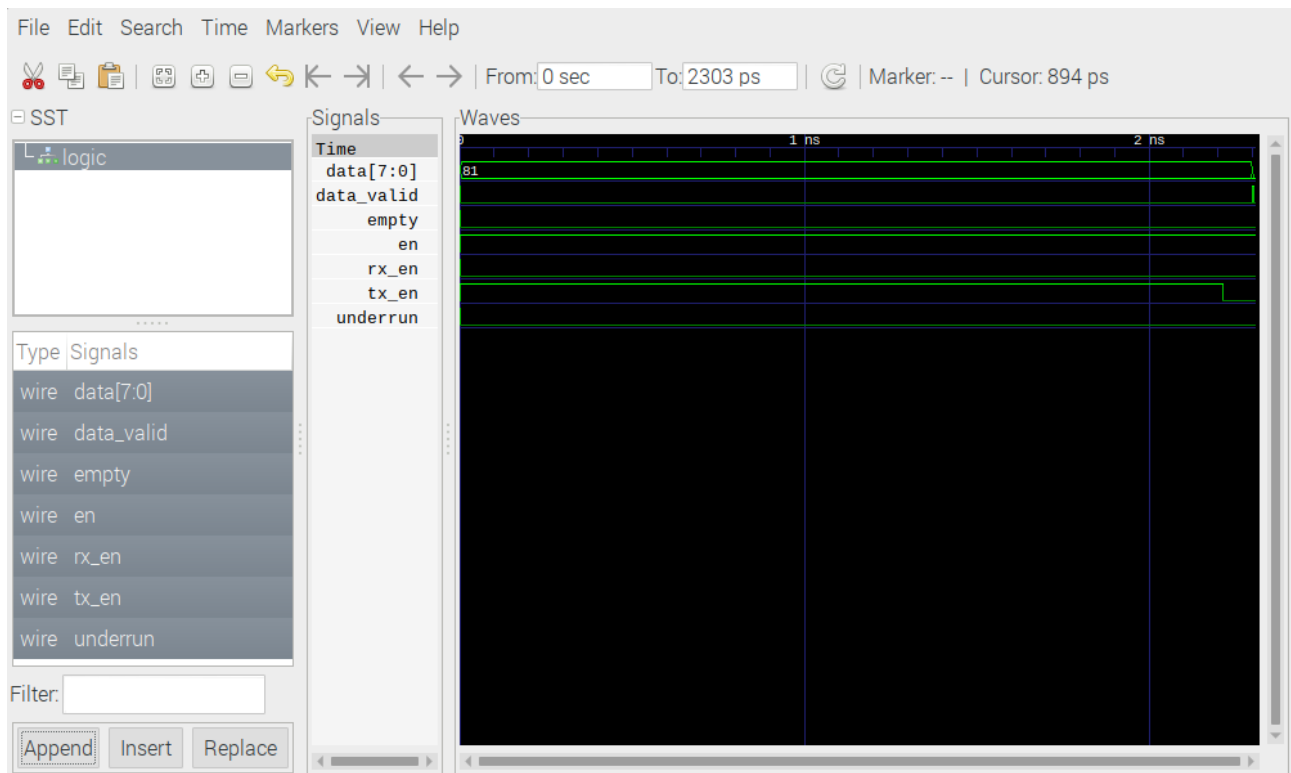 File Edit Search Time Markers View Help
From: 0 sec To: 2303 ps Marker: -- | Cursor: 894 ps
SST
logic
Type Signals
wire data[7:0]
wire data_valid
wire empty
wire en
wire rx_en
wire tx_en
wire underrun
Filter:
Append Insert Replace
Signals
Time
data[7:0]
data_valid
empty
en
rx_en
tx_en
underrun
Waves
0 1 ns 2 ns
81